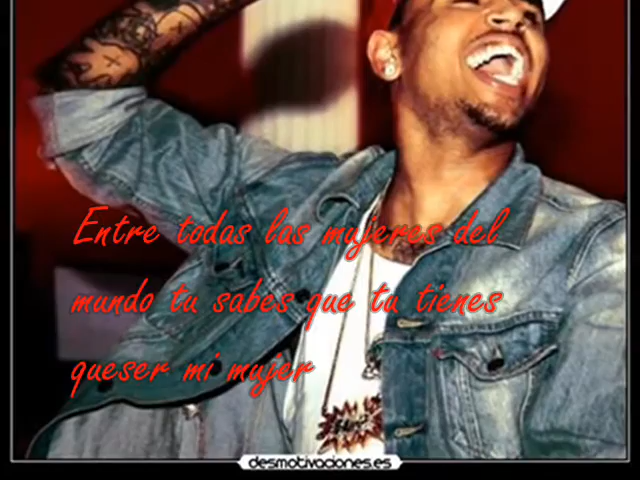 Entre todas las mujeres del
mundo tu sabes que tu tienes
queser mi mujer
desmotivaciones.es